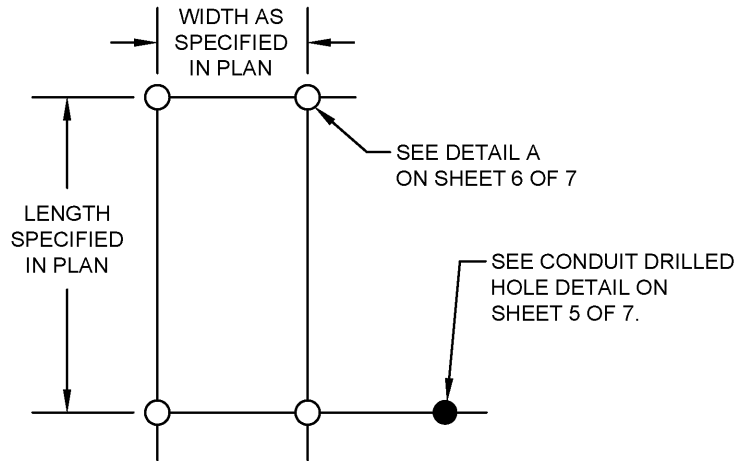 WIDTH AS
SPECIFIED
IN PLAN
SEE DETAIL A
ON SHEET 6 OF 7
LENGTH
SPECIFIED
IN PLAN
SEE CONDUIT DRILLED
HOLE DETAIL ON
SHEET 5 OF 7.